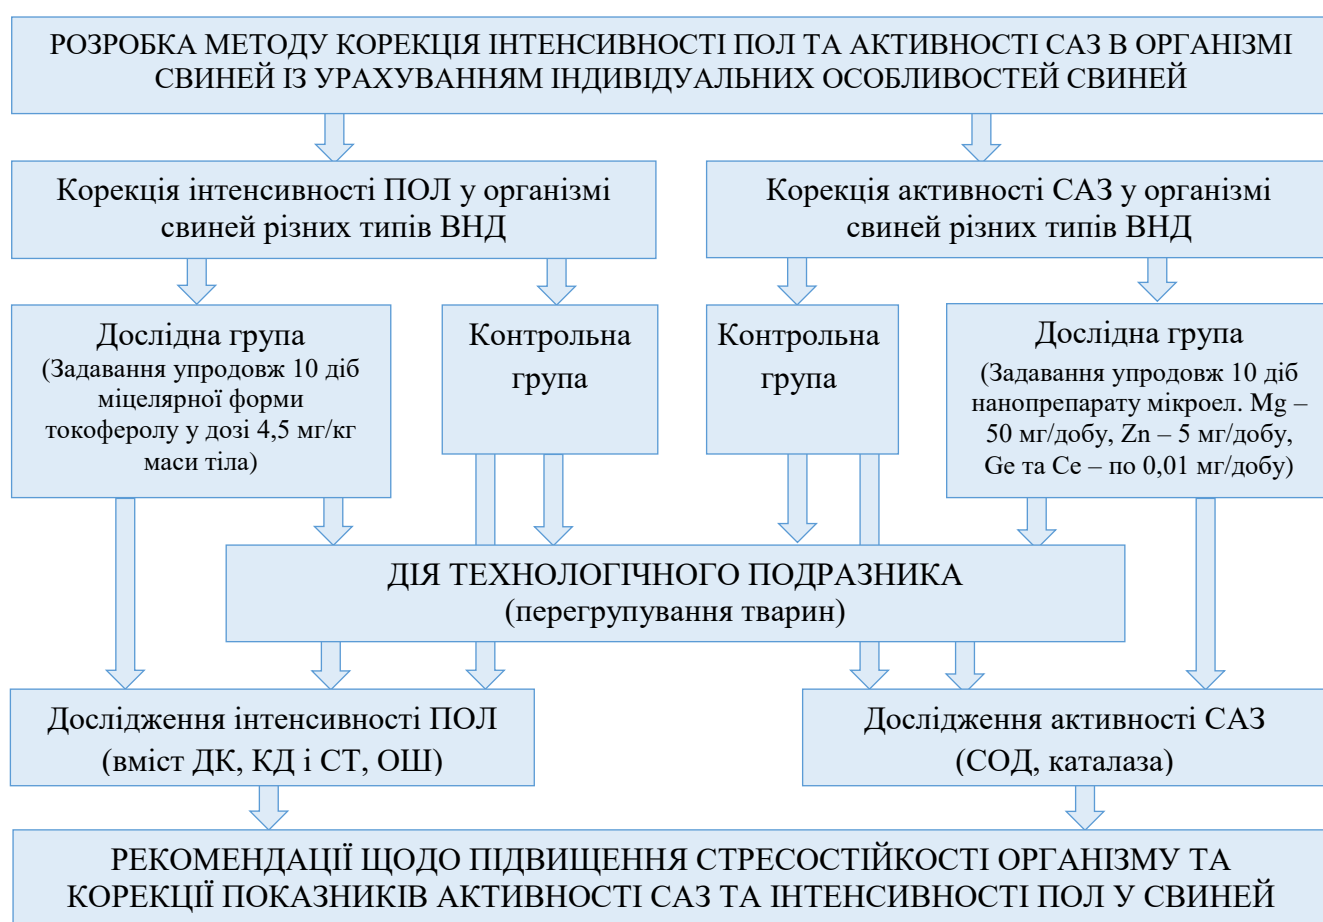 РОЗРОБКА МЕТОДУ КОРЕКЦІЯ ІНТЕНСИВНОСТІ ПОЛ ТА АКТИВНОСТІ САЗ В ОРГАНІЗМІ
СВИНЕЙ ІЗ УРАХУВАННЯМ ІНДИВІДУАЛЬНИХ ОСОБЛИВОСТЕЙ СВИНЕЙ
Корекція інтенсивності ПОЛ у організмі
свиней різних типів ВНД
Корекція активності САЗ у організмі
свиней різних типів ВНД
Дослідна група
(Задавання упродовж 10 діб
міцелярної форми
токоферолу у дозі 4,5 мг/кг
маси тіла)
Контрольна
група
Контрольна
група
Дослідна група
(Задавання упродовж 10 діб
нанопрепарату мікроел. Mg –
50 мг/добу, Zn – 5 мг/добу,
Ge та Ce – по 0,01 мг/добу)
ДІЯ ТЕХНОЛОГІЧНОГО ПОДРАЗНИКА
(перегрупування тварин)
Дослідження інтенсивності ПОЛ
(вміст ДК, КД і СТ, ОШ)
Дослідження активності САЗ
(СОД, каталаза)
РЕКОМЕНДАЦІЇ ЩОДО ПІДВИЩЕННЯ СТРЕСОСТІЙКОСТІ ОРГАНІЗМУ ТА
КОРЕКЦІЇ ПОКАЗНИКІВ АКТИВНОСТІ САЗ ТА ІНТЕНСИВНОСТІ ПОЛ У СВИНЕЙ